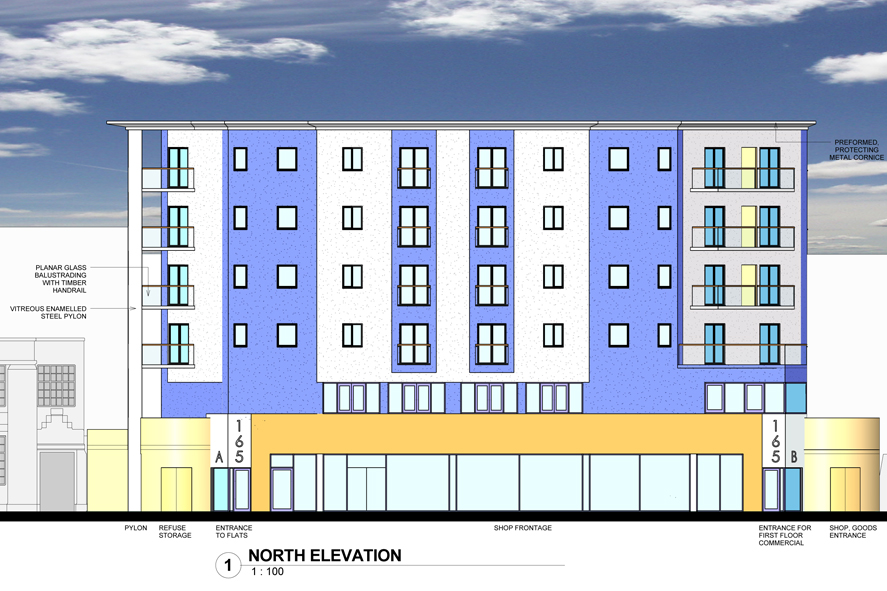 PREFORMED,
PROTECTING
METAL CORNICE
PLANAR GLASS
BALUSTRADING
WITH TIMBER
HANDRAIL
VITREOUS ENAMELLED
STEEL PYLON
A
1
6
5
1
6
5
B
PYLON
REFUSE
STORAGE
ENTRANCE
TO FLATS
SHOP FRONTAGE
ENTRANCE FOR
FIRST FLOOR
COMMERCIAL
SHOP, GOODS
ENTRANCE
1
NORTH ELEVATION
1 : 100